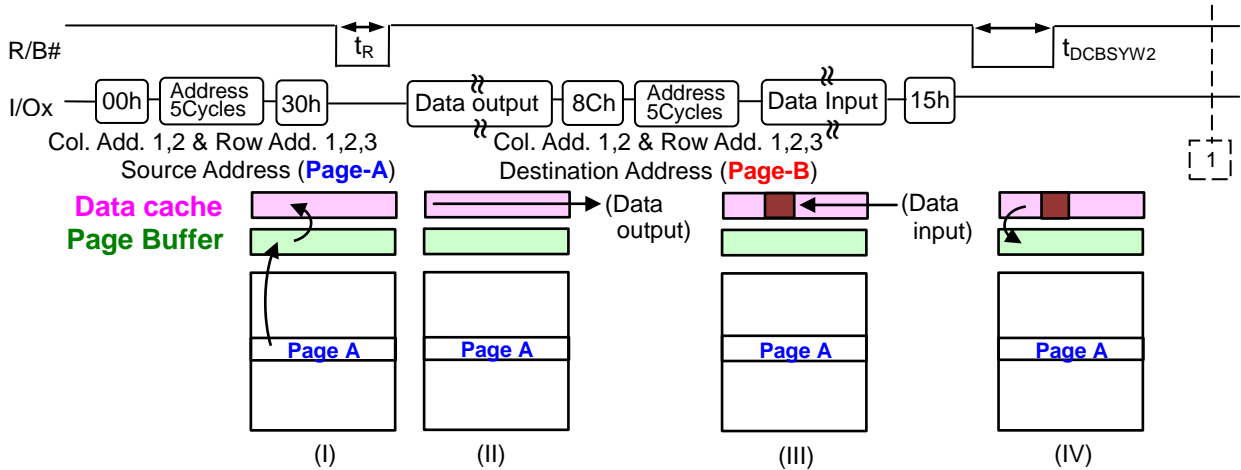 R/B#
tR
tDCBSYW2
I/Ox
00h
Address
5Cycles
30h
Data output
8Ch
Address
5Cycles
Data Input
15h
Col. Add. 1,2 & Row Add. 1,2,3
Source Address (Page-A)
Col. Add. 1,2 & Row Add. 1,2,3
Destination Address (Page-B)
1
Data cache
Page Buffer
(Data
output)
(Data
input)
Page A
Page A
Page A
Page A
(I)
(II)
(III)
(IV)